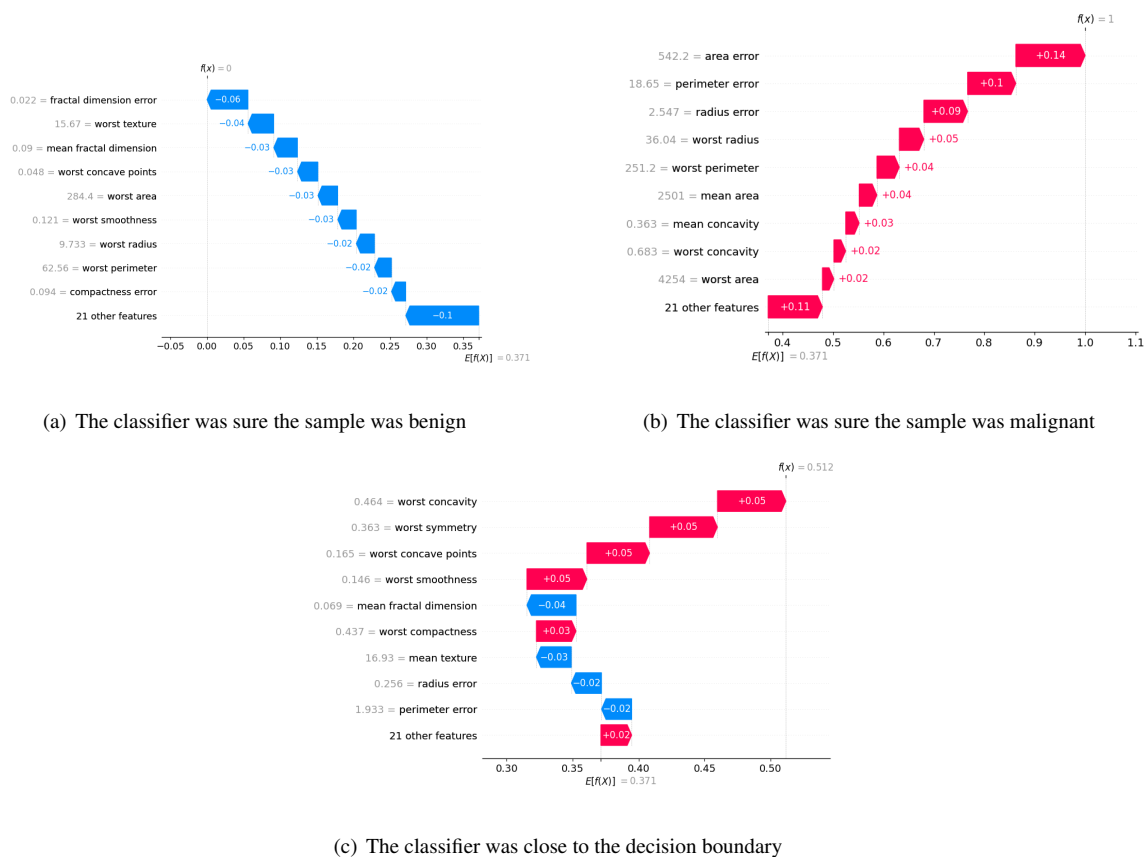 f(x) = 0
0.022 = fractal dimension error −0.06
15.67 = worst texture −0.04
0.09 = mean fractal dimension −0.03
0.048 = worst concave points −0.03
284.4 = worst area −0.03
0.121 = worst smoothness −0.03
9.733 = worst radius −0.02
62.56 = worst perimeter −0.02
0.094 = compactness error −0.02
21 other features −0.1
−0.05 0.00 0.05 0.10 0.15 0.20 0.25 0.30 0.35
E[f(X)] = 0.371
(a) The classifier was sure the sample was benign
f(x) = 1
542.2 = area error +0.14
18.65 = perimeter error +0.1
2.547 = radius error +0.09
36.04 = worst radius +0.05
251.2 = worst perimeter +0.04
2501 = mean area +0.04
0.363 = mean concavity +0.03
0.683 = worst concavity +0.02
4254 = worst area +0.02
21 other features +0.11
0.4 0.5 0.6 0.7 0.8 0.9 1.0 1.1
E[f(X)] = 0.371
(b) The classifier was sure the sample was malignant
f(x) = 0.512
0.464 = worst concavity +0.05
0.363 = worst symmetry +0.05
0.165 = worst concave points +0.05
0.146 = worst smoothness +0.05
0.069 = mean fractal dimension −0.04
0.437 = worst compactness +0.03
16.93 = mean texture −0.03
0.256 = radius error −0.02
1.933 = perimeter error −0.02
21 other features +0.02
0.30 0.35 0.40 0.45 0.50
E[f(X)] = 0.371
(c) The classifier was close to the decision boundary